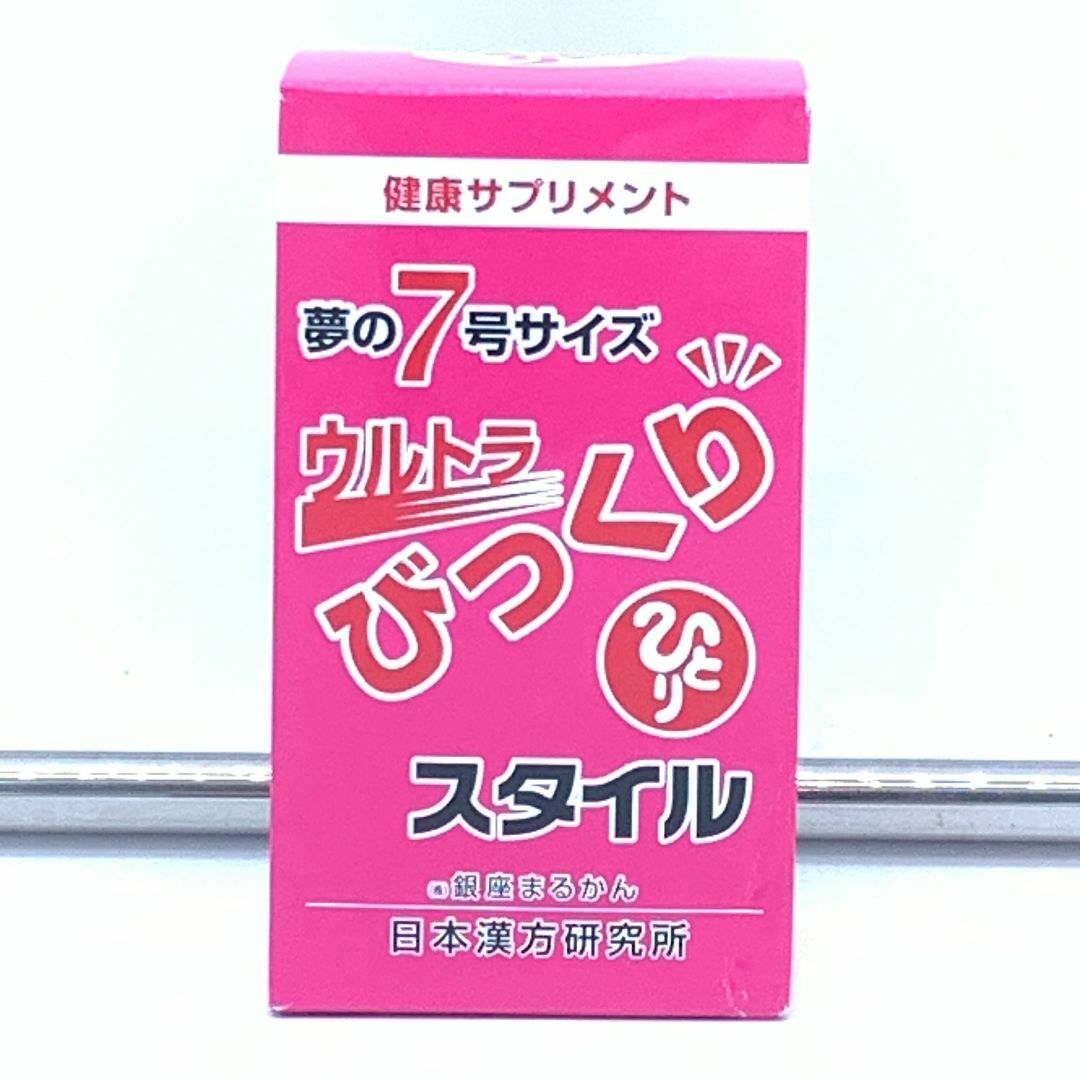 健康サプリメント
夢の7号サイズ
ウルトラ
びっくり
ひとり
スタイル
㈱銀座まるかん
日本漢方研究所